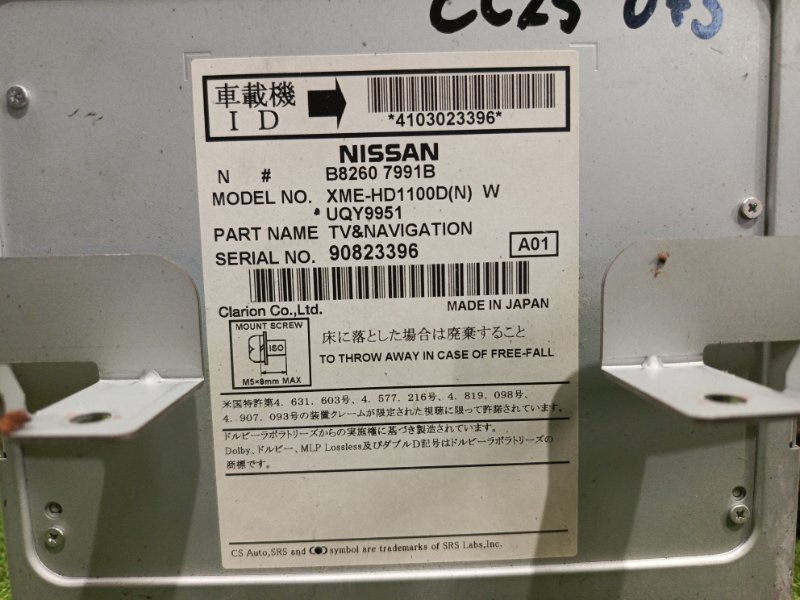 CC25 075
車載機
ID
*4103023396*
NISSAN
N # B8260 7991B
MODEL NO. XME-HD1100D(N) W
UQY9951
PART NAME TV&NAVIGATION
SERIAL NO. 90823396
A01
Clarion Co.,Ltd. MADE IN JAPAN
MOUNT SCREW
ISO
M5×8mm MAX
床に落とした場合は廃棄すること
TO THROW AWAY IN CASE OF FREE-FALL
米国特許第4. 631. 603号、4. 577. 216号、4. 819. 098号、
4. 907. 093号の装置クレームが限定された視聴に限って許諾されています。
ドルビーラボラトリーズからの実施権に基づき製造されています。
Dolby、ドルビー、MLP Lossless及びダブルD記号はドルビーラボラトリーズの
商標です。
CS Auto,SRS and symbol are trademarks of SRS Labs,Inc.